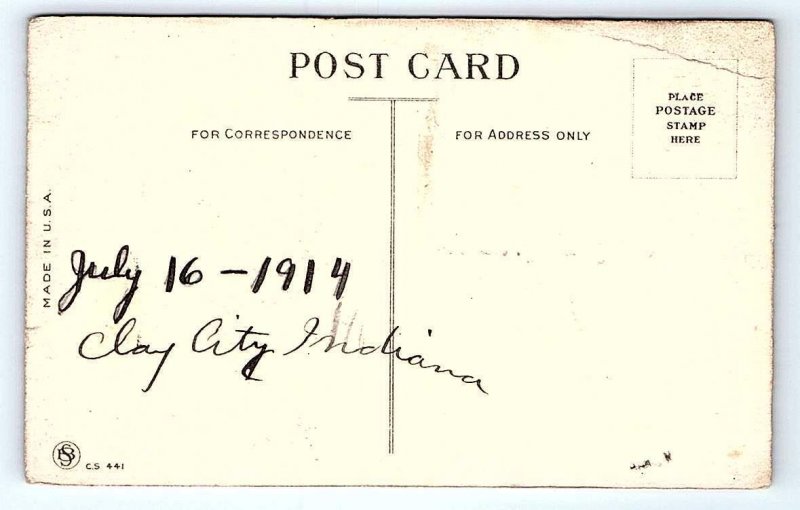 POST CARD
FOR CORRESPONDENCE
FOR ADDRESS ONLY
PLACE
POSTAGE
STAMP
HERE
MADE IN U.S.A.
July 16 - 1914
Clay City Indiana
C.S. 441